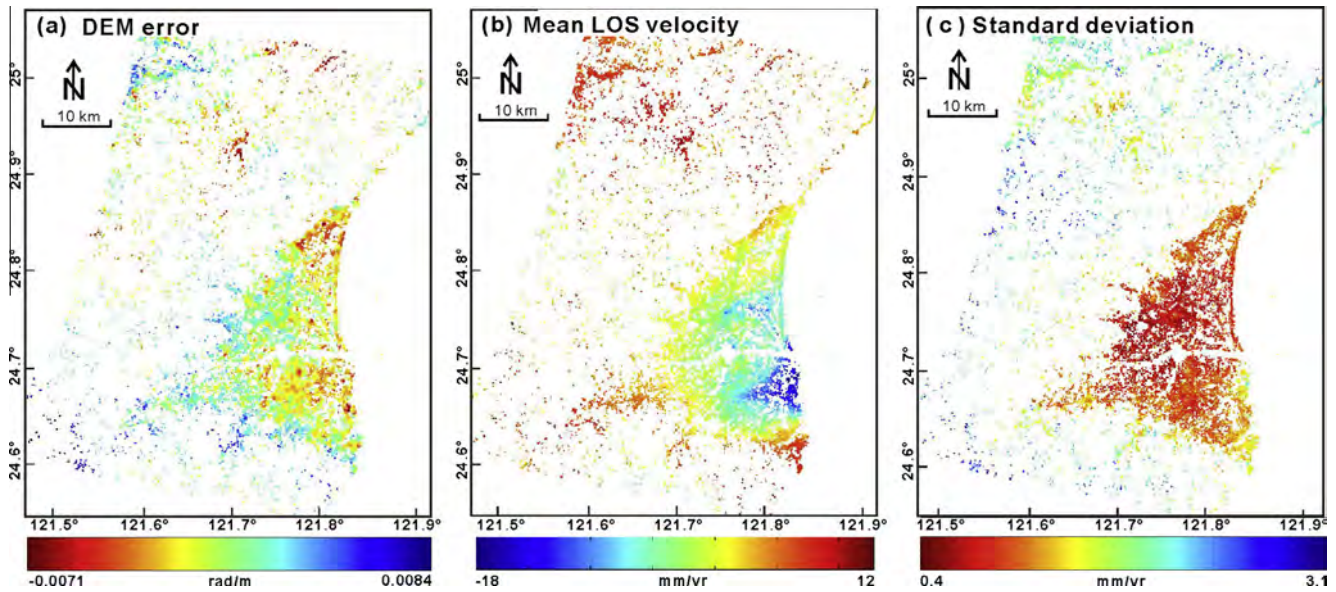 (a) DEM error
N
10 km
25°
24.9°
24.8°
24.7°
24.6°
121.5° 121.6° 121.7° 121.8° 121.9°
-0.0071 rad/m 0.0084
(b) Mean LOS velocity
N
10 km
25°
24.9°
24.8°
24.7°
24.6°
121.5° 121.6° 121.7° 121.8° 121.9°
-18 mm/yr 12
(c) Standard deviation
N
10 km
25°
24.9°
24.8°
24.7°
24.6°
121.5° 121.6° 121.7° 121.8° 121.9°
0.4 mm/yr 3.1